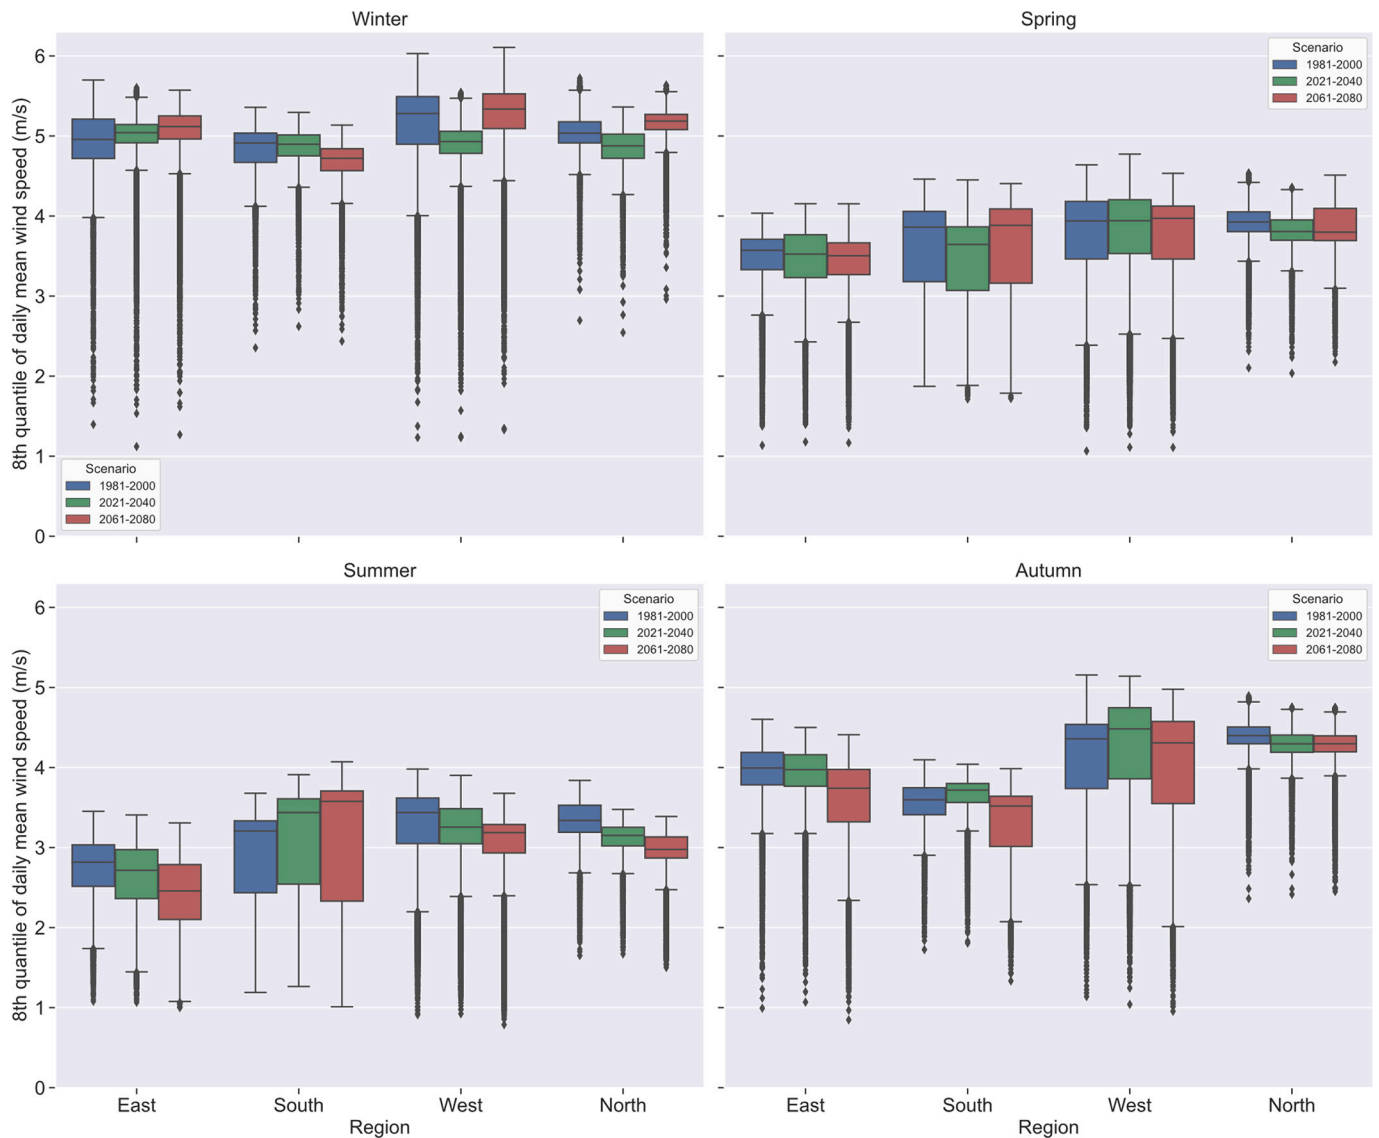 Winter
8th quantile of daily mean wind speed (m/s)
6
5
4
3
2
1
0
Scenario
1981-2000
2021-2040
2061-2080
Spring
Scenario
1981-2000
2021-2040
2061-2080
Summer
8th quantile of daily mean wind speed (m/s)
6
5
4
3
2
1
0
Scenario
1981-2000
2021-2040
2061-2080
East South West North
Region
Autumn
Scenario
1981-2000
2021-2040
2061-2080
East South West North
Region